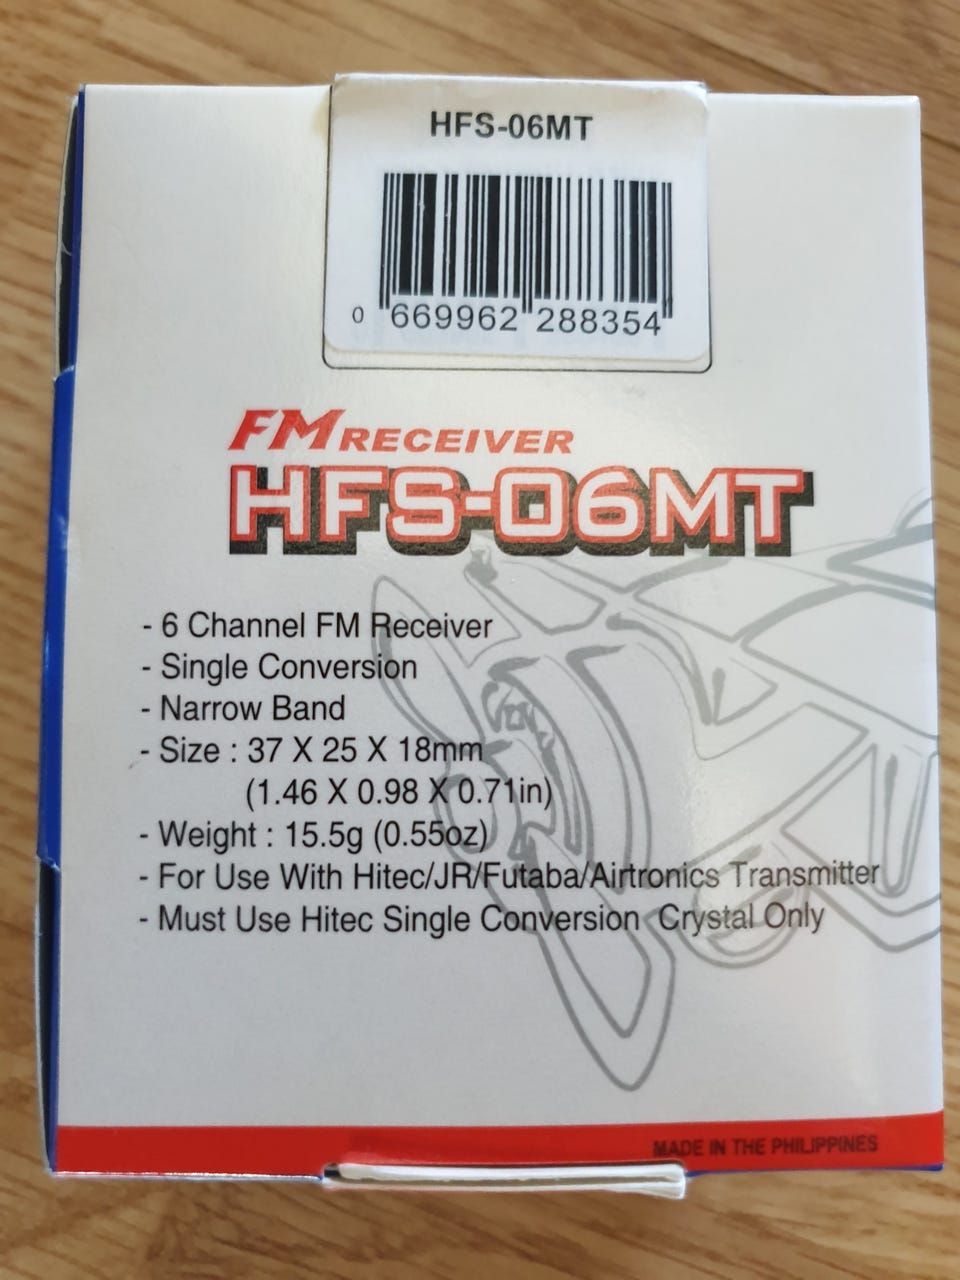 HFS-06MT
0 669962 288354
FM RECEIVER
HFS-06MT
- 6 Channel FM Receiver
- Single Conversion
- Narrow Band
- Size : 37 X 25 X 18mm
(1.46 X 0.98 X 0.71in)
- Weight : 15.5g (0.55oz)
- For Use With Hitec/JR/Futaba/Airtronics Transmitter
- Must Use Hitec Single Conversion Crystal Only
MADE IN THE PHILIPPINES